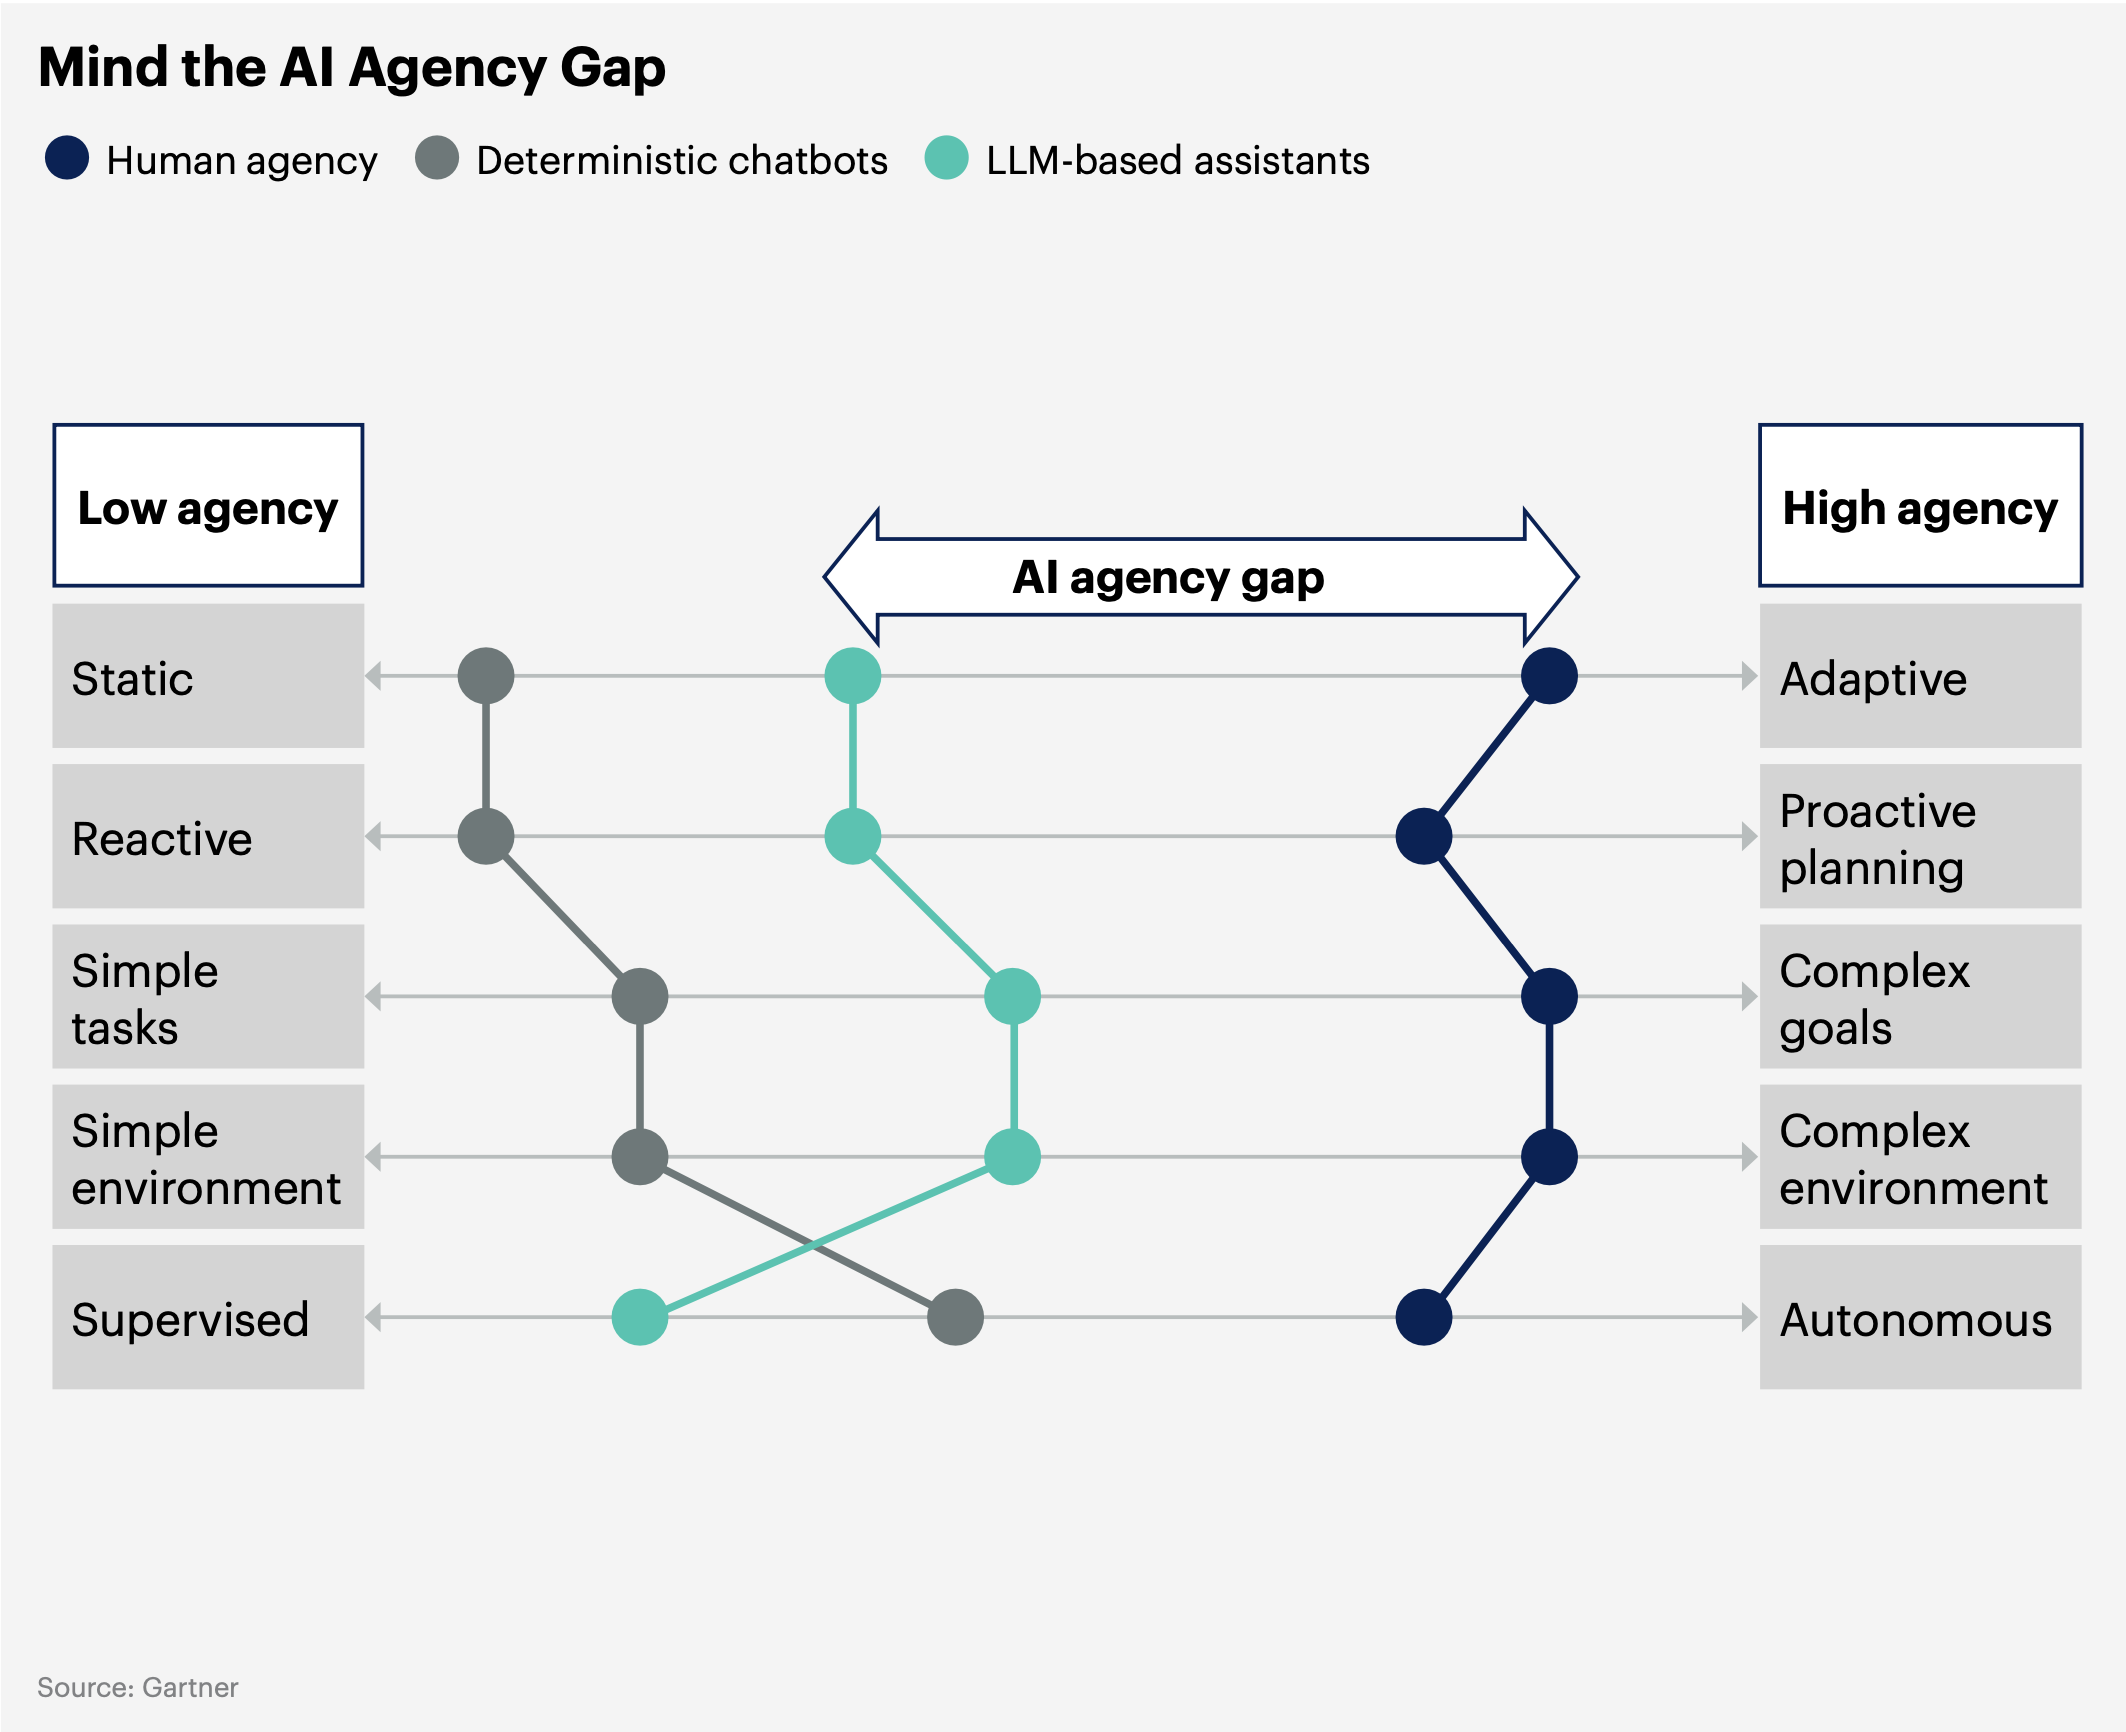 Mind the AI Agency Gap
Human agency
Deterministic chatbots
LLM-based assistants
Low agency
High agency
AI agency gap
Static
Adaptive
Reactive
Proactive
planning
Simple
tasks
Complex
goals
Simple
environment
Complex
environment
Supervised
Autonomous
Source: Gartner